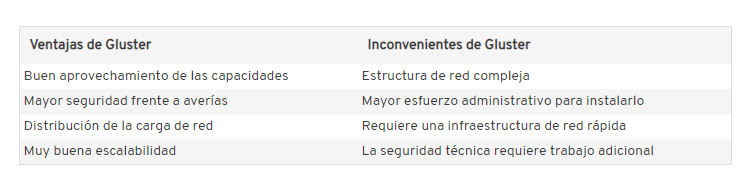 Ventajas de Gluster Inconvenientes de Gluster
Buen aprovechamiento de las capacidades Estructura de red compleja
Mayor seguridad frente a averías Mayor esfuerzo administrativo para instalarlo
Distribución de la carga de red Requiere una infraestructura de red rápida
Muy buena escalabilidad La seguridad técnica requiere trabajo adicional